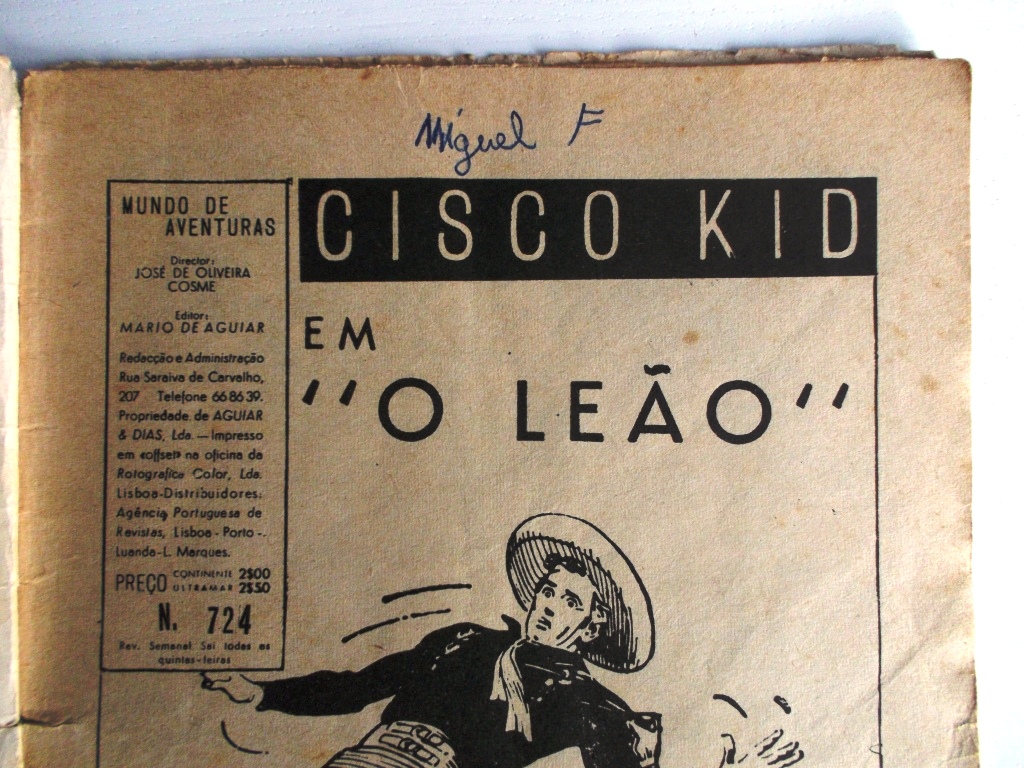 Miguel F
MUNDO DE
AVENTURAS
Director:
JOSÉ DE OLIVEIRA
COSME
Editor:
MARIO DE AGUIAR
Redacção e Administração
Rua Saraiva de Carvalho,
207 Telefone 66 86 39.
Propriedade de AGUIAR
& DIAS, Lda. — Impresso
em «offset» na oficina da
Rotografica Color, Lda.
Lisboa-Distribuidores:
Agência Portuguesa de
Revistas, Lisboa - Porto -
Luanda-L. Marques.
PREÇO CONTINENTE 2$00
ULTRAMAR 2$50
N. 724
Rev. Semanal. Sai todas as
quintas-feiras
CISCO KID
EM
"O LEÃO"